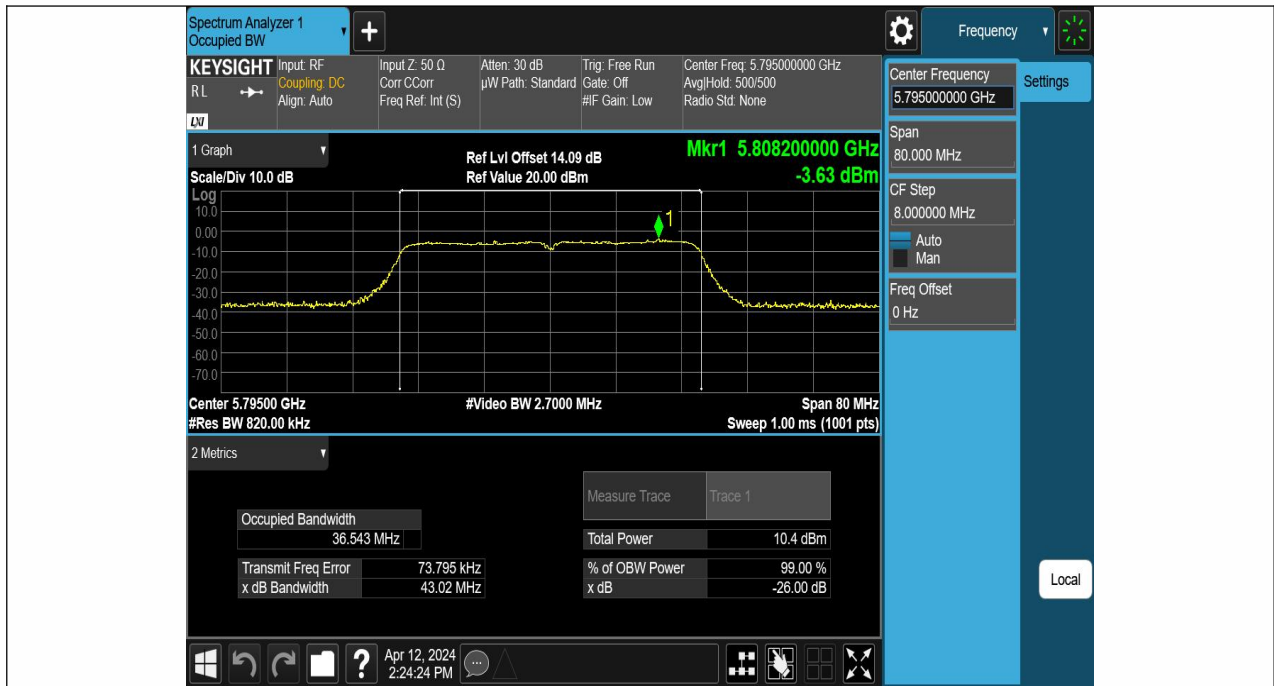 Spectrum Analyzer 1
Occupied BW
+
Frequency
KEYSIGHT
RL
LXI
Input: RF
Coupling: DC
Align: Auto
Input Z: 50 Ω
Corr CCorr
Freq Ref: Int (S)
Atten: 30 dB
µW Path: Standard
Trig: Free Run
Gate: Off
#IF Gain: Low
Center Freq: 5.795000000 GHz
Avg|Hold: 500/500
Radio Std: None
Center Frequency
5.795000000 GHz
Settings
Span
80.000 MHz
CF Step
8.000000 MHz
Auto
Man
Freq Offset
0 Hz
Local
1 Graph
Scale/Div 10.0 dB
Ref Lvl Offset 14.09 dB
Ref Value 20.00 dBm
Mkr1 5.808200000 GHz
-3.63 dBm
Log
10.0
0.00
-10.0
-20.0
-30.0
-40.0
-50.0
-60.0
-70.0
1
Center 5.79500 GHz
#Video BW 2.7000 MHz
Span 80 MHz
#Res BW 820.00 kHz
Sweep 1.00 ms (1001 pts)
2 Metrics
Measure Trace Trace 1
Occupied Bandwidth
36.543 MHz
Total Power 10.4 dBm
Transmit Freq Error 73.795 kHz
% of OBW Power 99.00 %
x dB Bandwidth 43.02 MHz
x dB -26.00 dB
?
Apr 12, 2024
2:24:24 PM